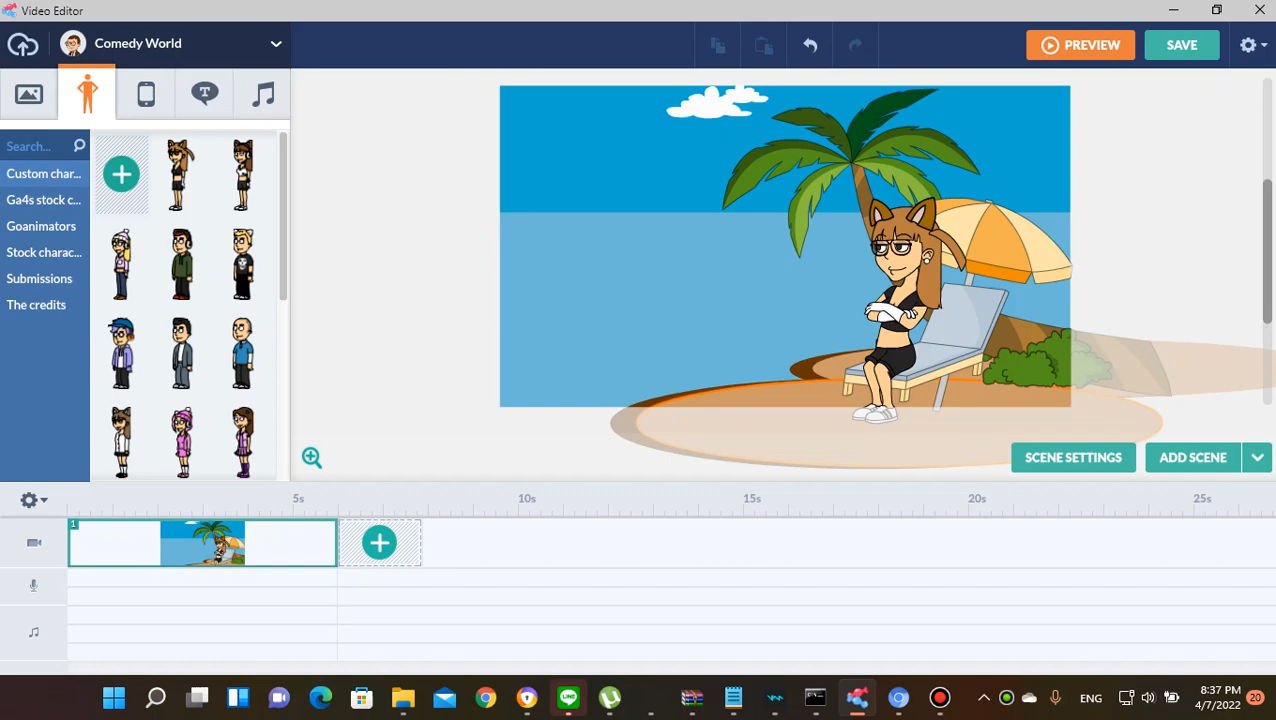 Video Editor
Comedy World
PREVIEW
SAVE
T
Search...
Custom char...
Ga4s stock c...
Goanimators
Stock charac...
Submissions
The credits
SCENE SETTINGS
ADD SCENE
5s 10s 15s 20s 25s
1
LINE
ENG
8:37 PM
4/7/2022
20